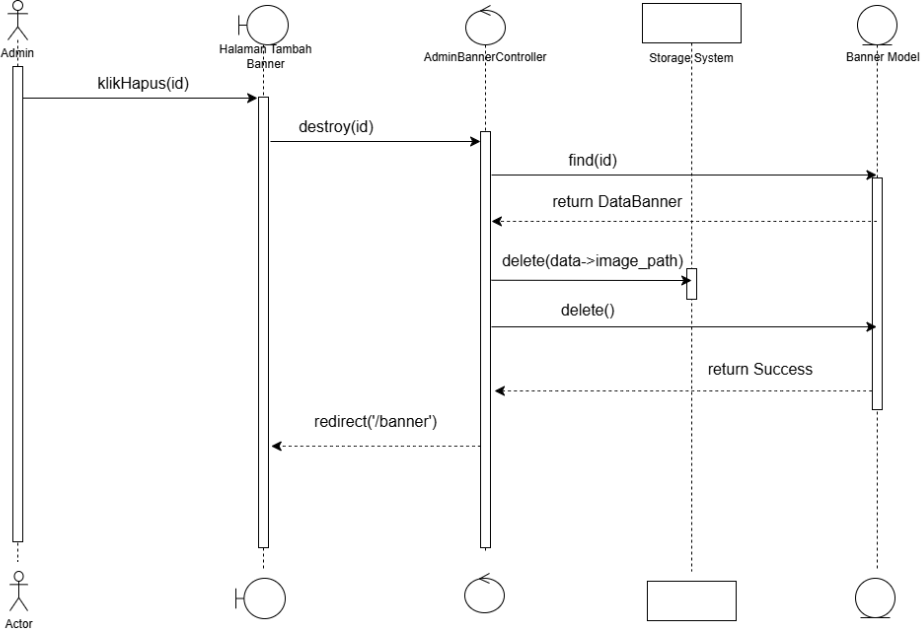 Admin
Halaman Tambah
Banner
AdminBannerController
Storage System
Banner Model
klikHapus(id)
destroy(id)
find(id)
return DataBanner
delete(data->image_path)
delete()
return Success
redirect('/banner')
Actor